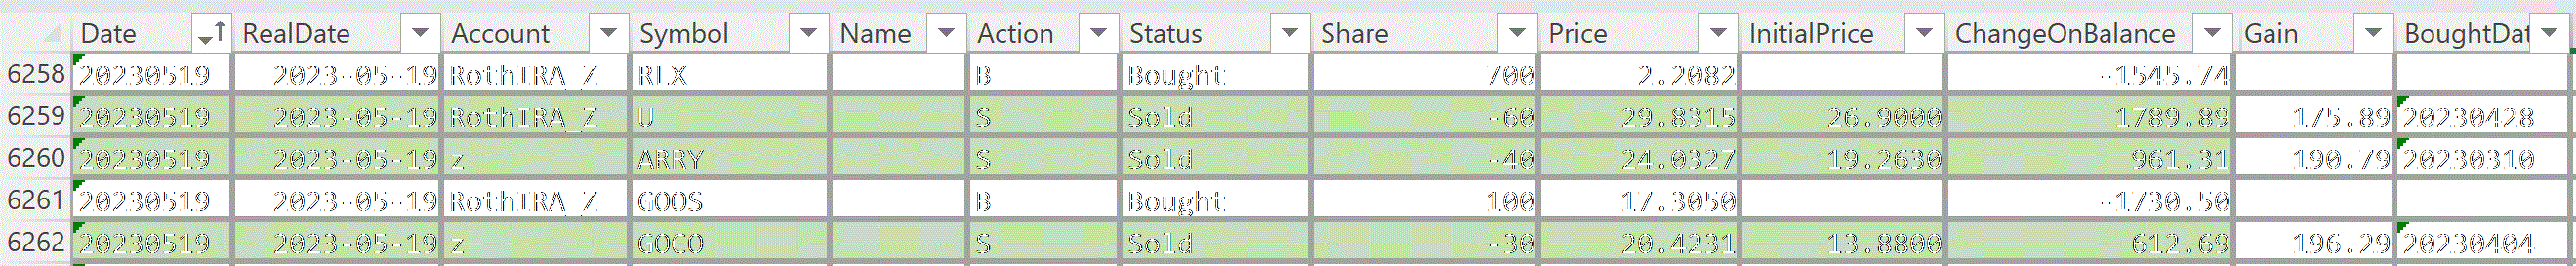 Date RealDate Account Symbol Name Action Status Share Price InitialPrice ChangeOnBalance Gain BoughtDat
6258 20230519 2023-05-19 RothIRA_Z RLX B Bought 700 2.2082 -1545.74
6259 20230519 2023-05-19 RothIRA_Z U S Sold -60 29.8315 26.9000 1789.89 175.89 20230428
6260 20230519 2023-05-19 z ARRY S Sold -40 24.0327 19.2630 961.31 190.79 20230310
6261 20230519 2023-05-19 RothIRA_Z GOOS B Bought 100 17.3050 -1730.50
6262 20230519 2023-05-19 z GOCO S Sold -30 20.4231 13.8800 612.69 196.29 20230404